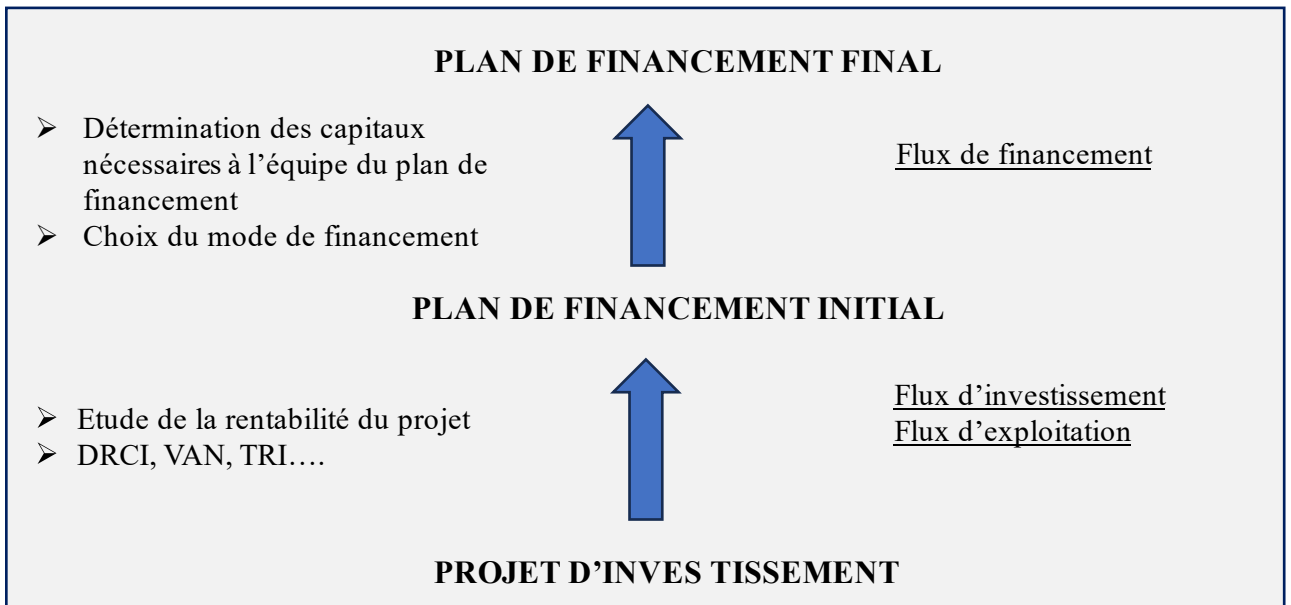 PLAN DE FINANCEMENT FINAL
➢ Détermination des capitaux
nécessaires à l’équipe du plan de
financement
➢ Choix du mode de financement
Flux de financement
PLAN DE FINANCEMENT INITIAL
➢ Etude de la rentabilité du projet
➢ DRCI, VAN, TRI….
Flux d’investissement
Flux d’exploitation
PROJET D’INVES TISSEMENT